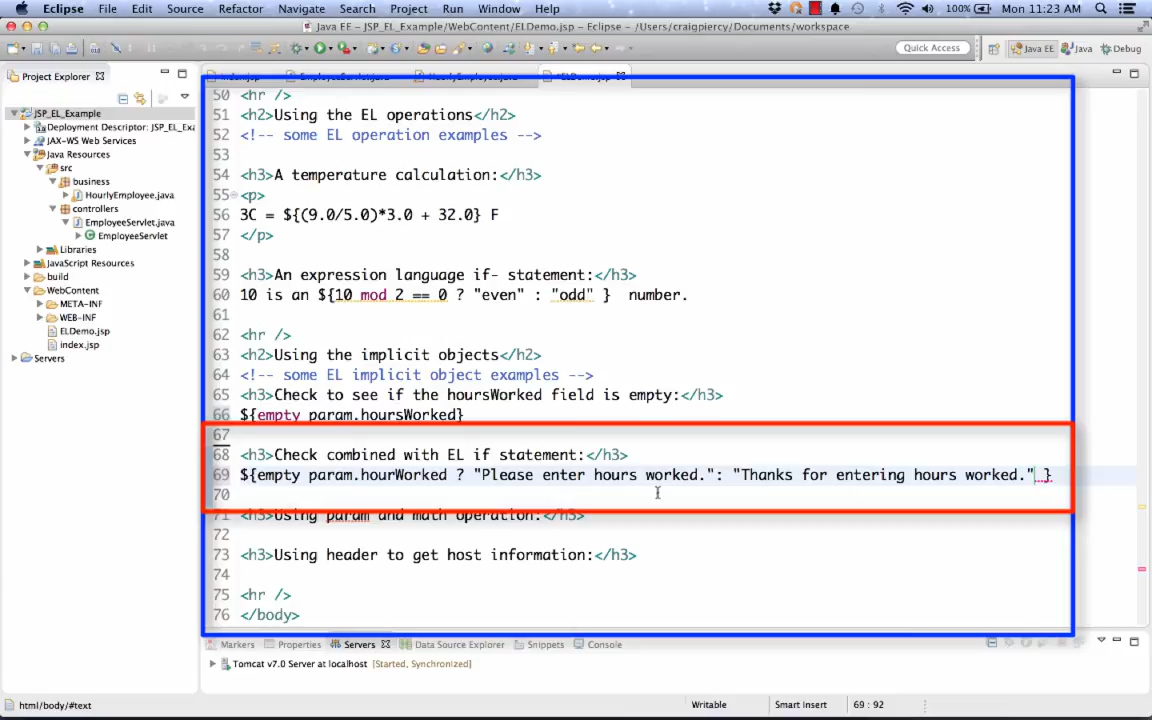 Eclipse File Edit Source Refactor Navigate Search Project Run Window Help 100% Mon 11:23 AM
Java EE - JSP_EL_Example/WebContent/ELDemo.jsp - Eclipse - /Users/craigpiercy/Documents/workspace
Quick Access Java EE Java Debug
Project Explorer
JSP_EL_Example
Deployment Descriptor: JSP_EL_Exa
JAX-WS Web Services
Java Resources
src
business
HourlyEmployee.java
controllers
EmployeeServlet.java
EmployeeServlet
Libraries
JavaScript Resources
build
WebContent
META-INF
WEB-INF
ELDemo.jsp
index.jsp
Servers
50 <hr />
51 <h2>Using the EL operations</h2>
52 <!-- some EL operation examples -->
53
54 <h3>A temperature calculation:</h3>
55 <p>
56 3C = ${(9.0/5.0)*3.0 + 32.0} F
57 </p>
58
59 <h3>An expression language if- statement:</h3>
60 10 is an ${10 mod 2 == 0 ? "even" : "odd" } number.
61
62 <hr />
63 <h2>Using the implicit objects</h2>
64 <!-- some EL implicit object examples -->
65 <h3>Check to see if the hoursWorked field is empty:</h3>
66 ${empty param.hoursWorked}
67
68 <h3>Check combined with EL if statement:</h3>
69 ${empty param.hourWorked ? "Please enter hours worked.": "Thanks for entering hours worked." }
70
71 <h3>Using param and math operation:</h3>
72
73 <h3>Using header to get host information:</h3>
74
75 <hr />
76 </body>
Markers Properties Servers Data Source Explorer Snippets Console
Tomcat v7.0 Server at localhost [Started, Synchronized]
html/body/#text Writable Smart Insert 69 : 92